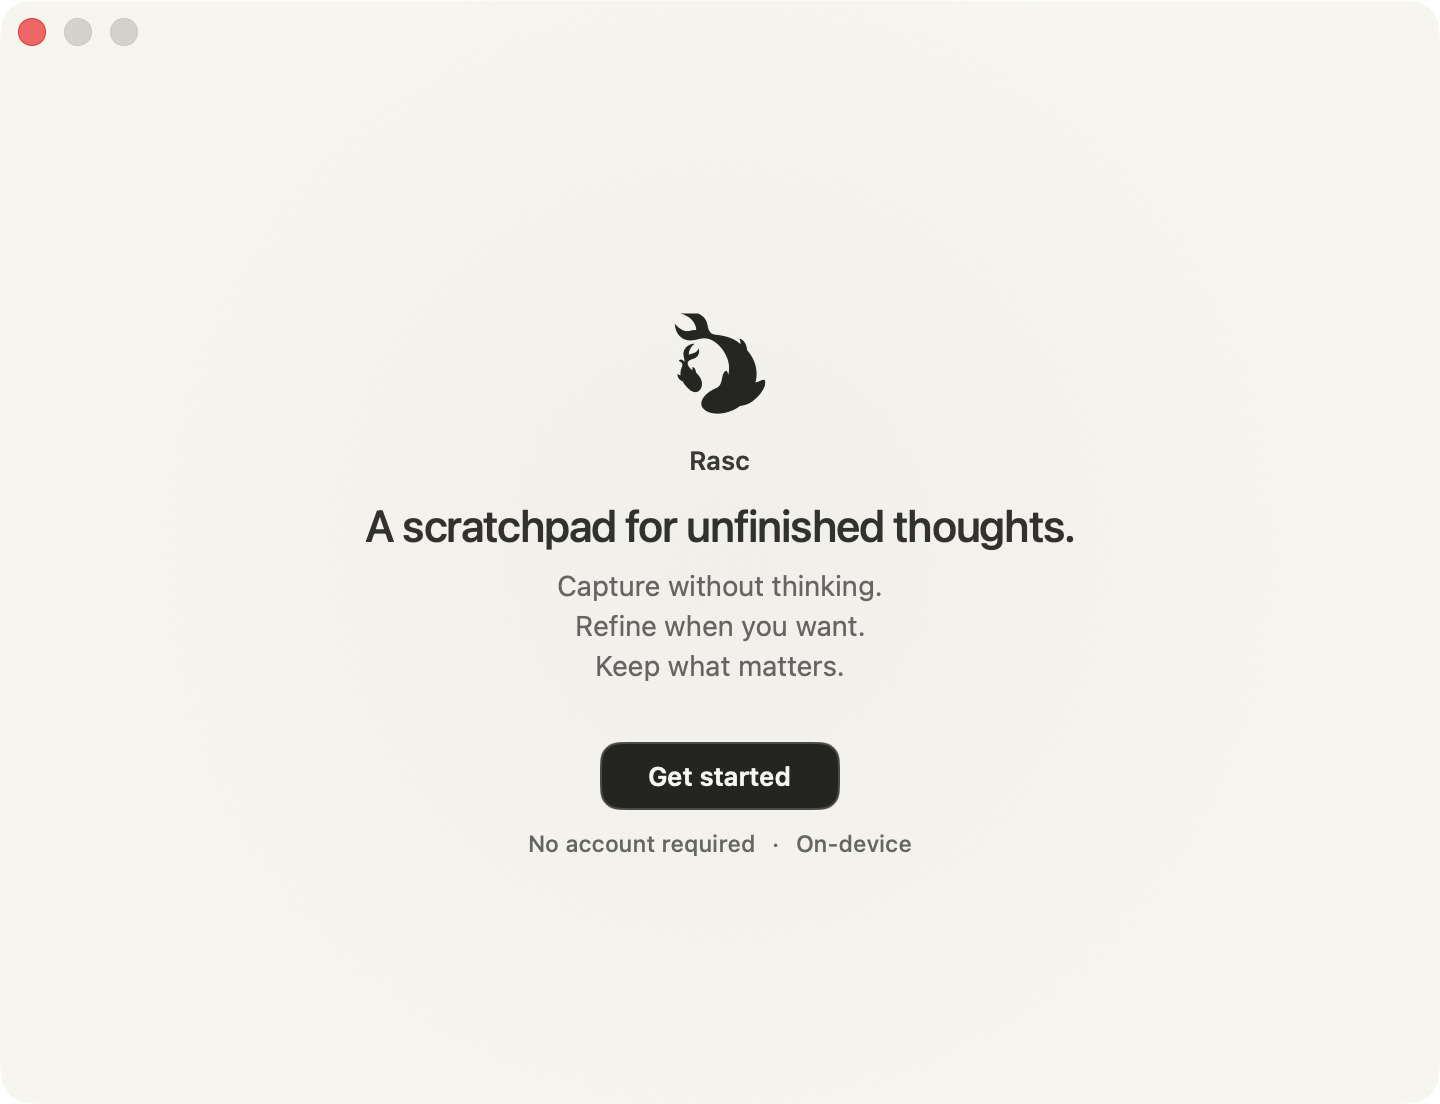 Rasc
A scratchpad for unfinished thoughts.
Capture without thinking.
Refine when you want.
Keep what matters.
Get started
No account required · On-device